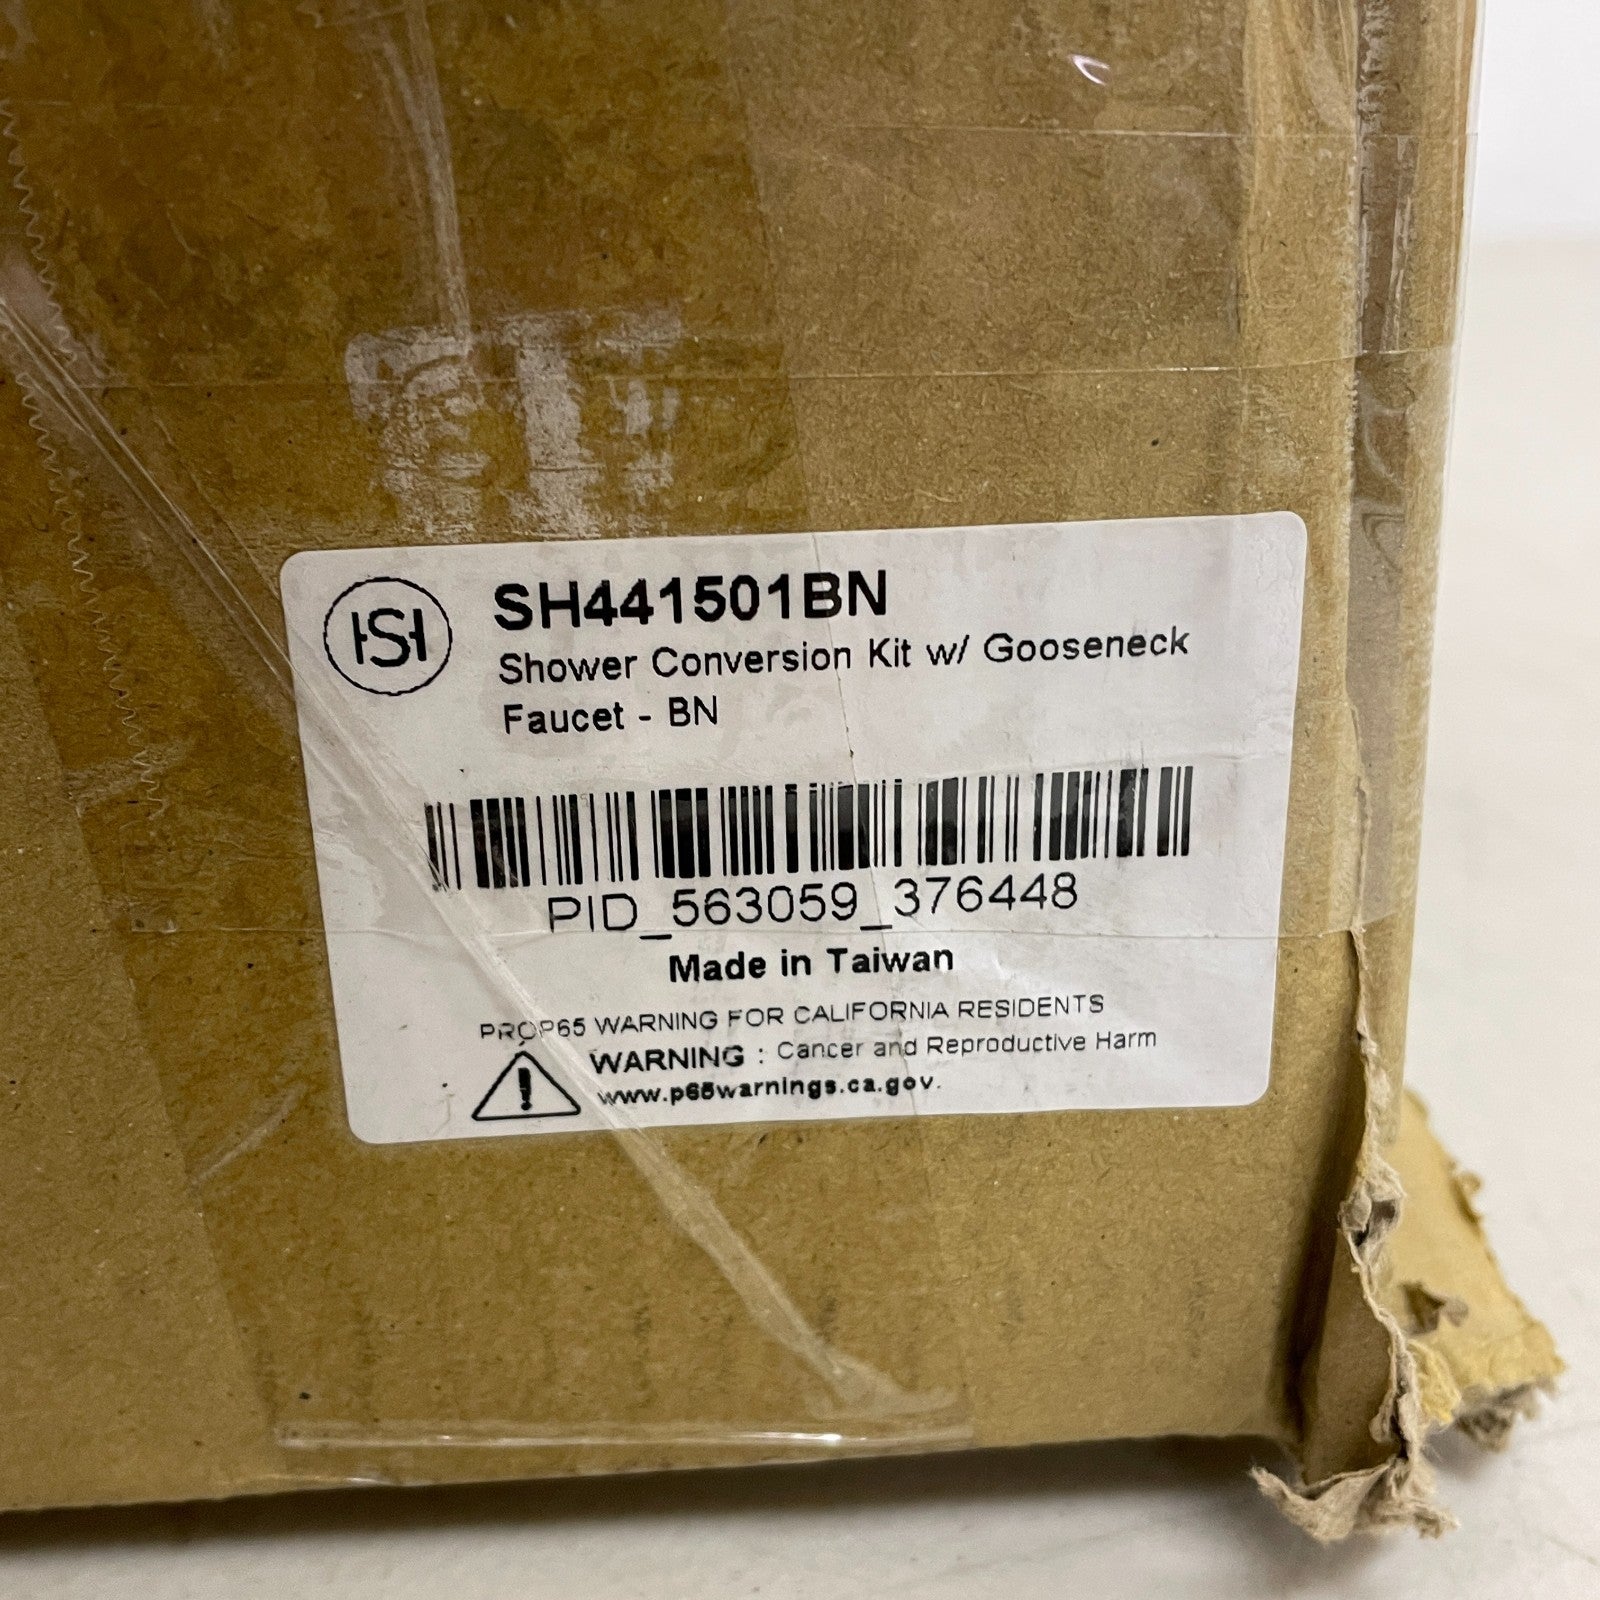 SH
SH441501BN
Shower Conversion Kit w/ Gooseneck
Faucet - BN
PID_563059_376448
Made in Taiwan
PROP65 WARNING FOR CALIFORNIA RESIDENTS
WARNING : Cancer and Reproductive Harm
www.p65warnings.ca.gov.